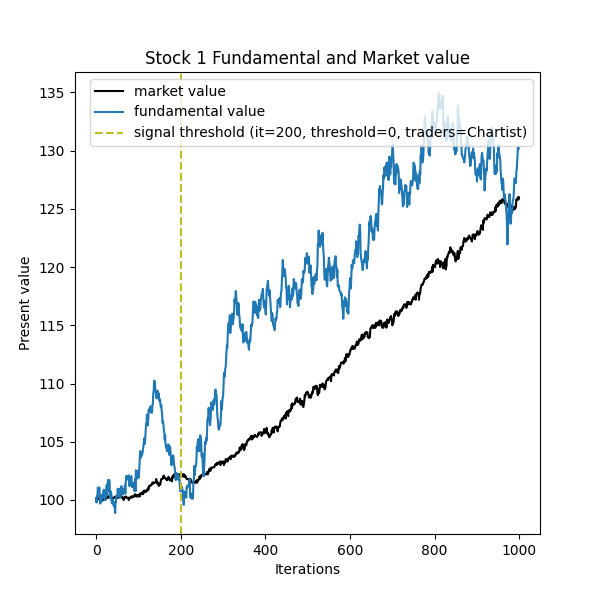 Stock 1 Fundamental and Market value
market value
fundamental value
signal threshold (it=200, threshold=0, traders=Chartist)
Present value
135
130
125
120
115
110
105
100
0 200 400 600 800 1000
Iterations